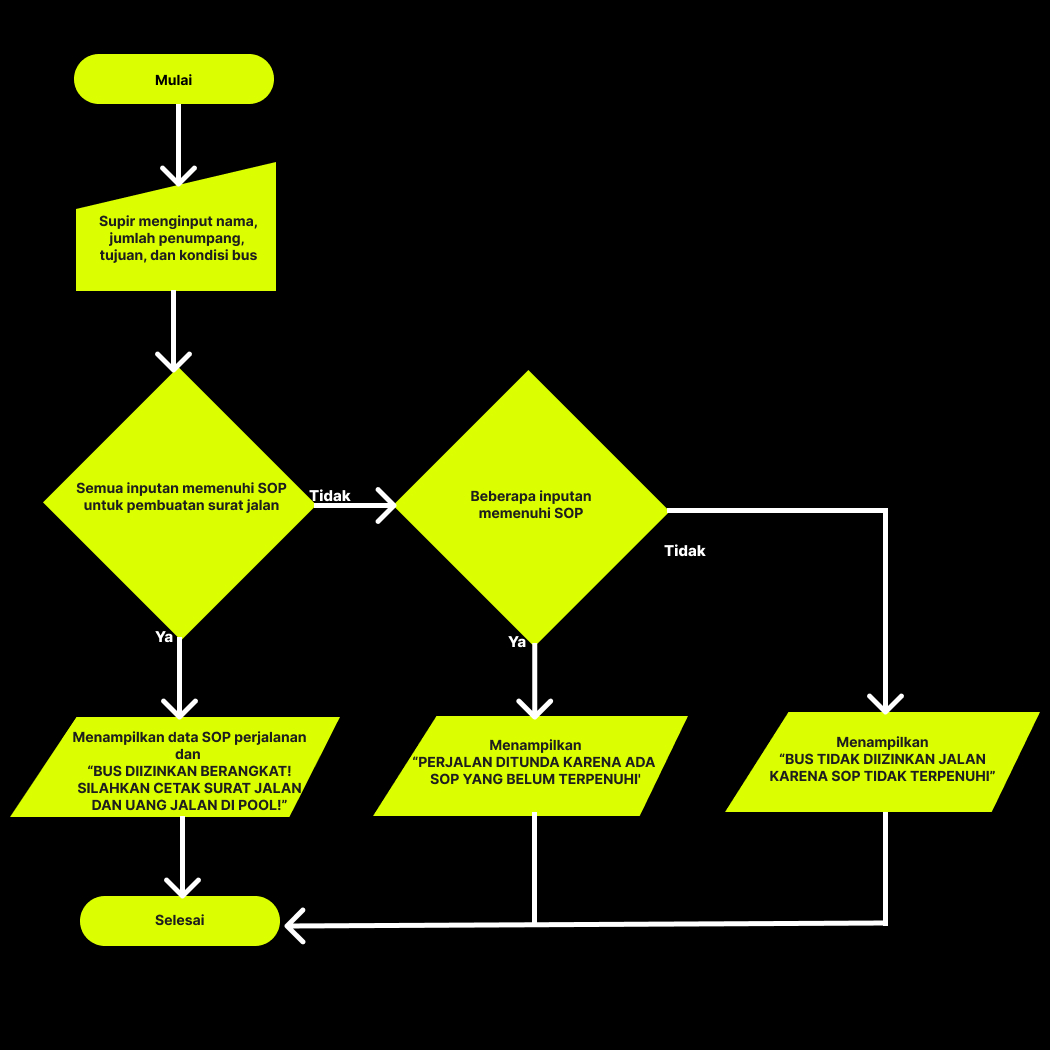 Mulai
Supir menginput nama,
jumlah penumpang,
tujuan, dan kondisi bus
Semua inputan memenuhi SOP
untuk pembuatan surat jalan
Tidak
Beberapa inputan
memenuhi SOP
Tidak
Ya
Ya
Menampilkan data SOP perjalanan
dan
“BUS DIIZINKAN BERANGKAT!
SILAHKAN CETAK SURAT JALAN
DAN UANG JALAN DI POOL!”
Menampilkan
“PERJALAN DITUNDA KARENA ADA
SOP YANG BELUM TERPENUHI'
Menampilkan
“BUS TIDAK DIIZINKAN JALAN
KARENA SOP TIDAK TERPENUHI”
Selesai